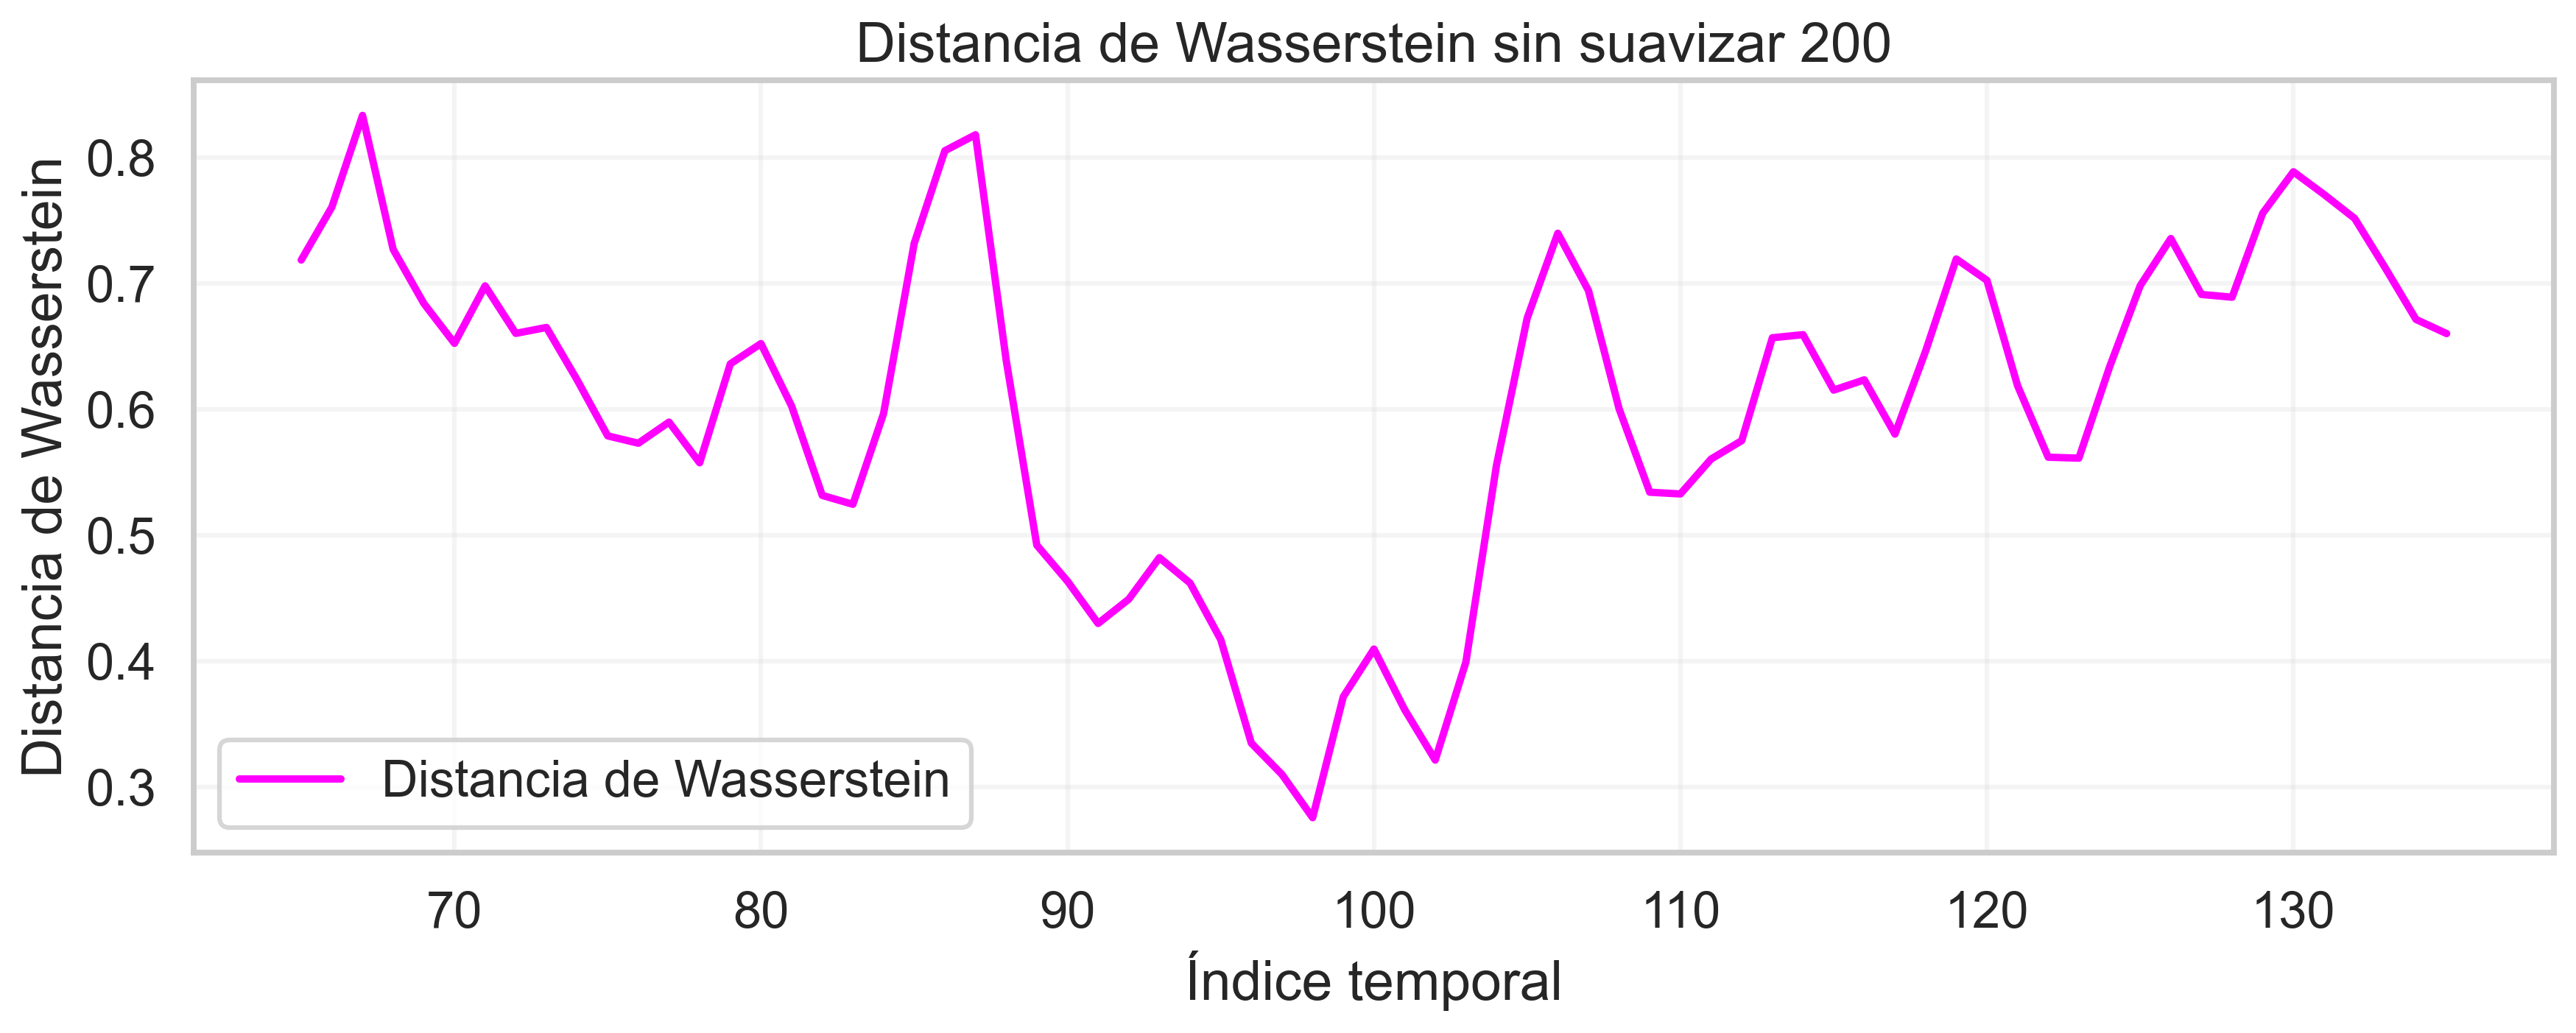 Distancia de Wasserstein sin suavizar 200
Distancia de Wasserstein
0.8
0.7
0.6
0.5
0.4
0.3
Distancia de Wasserstein
70 80 90 100 110 120 130
Índice temporal